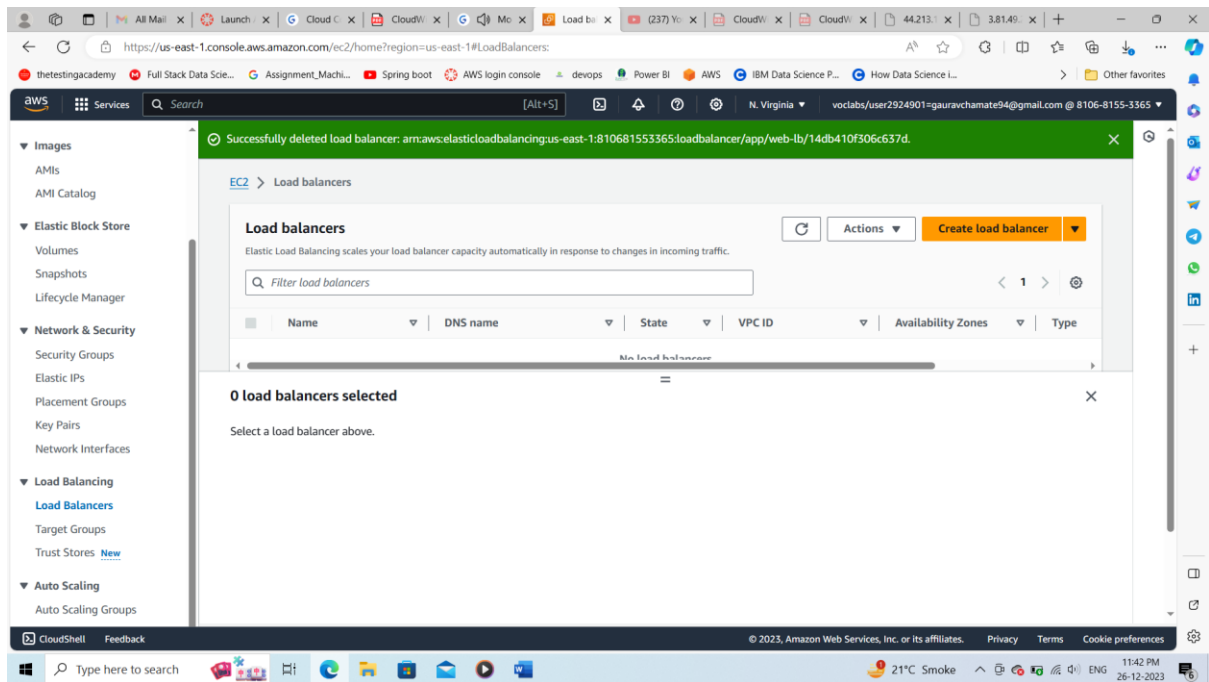 All Mail
Launch
Cloud C
CloudW
Mo
Load ba
(237) Yo
CloudW
CloudW
44.213.1
3.81.49.
https://us-east-1.console.aws.amazon.com/ec2/home?region=us-east-1#LoadBalancers:
thetestingacademy
Full Stack Data Scie...
Assignment_Machi...
Spring boot
AWS login console
devops
Power BI
AWS
IBM Data Science P...
How Data Science i...
Other favorites
aws
Services
Search
[Alt+S]
N. Virginia
voclabs/user2924901=gauravchamate94@gmail.com @ 8106-8155-3365
Images
AMIs
AMI Catalog
Elastic Block Store
Volumes
Snapshots
Lifecycle Manager
Network & Security
Security Groups
Elastic IPs
Placement Groups
Key Pairs
Network Interfaces
Load Balancing
Load Balancers
Target Groups
Trust Stores New
Auto Scaling
Auto Scaling Groups
Successfully deleted load balancer: arn:aws:elasticloadbalancing:us-east-1:810681553365:loadbalancer/app/web-lb/14db410f306c637d.
EC2 > Load balancers
Load balancers
Actions
Create load balancer
Elastic Load Balancing scales your load balancer capacity automatically in response to changes in incoming traffic.
Filter load balancers
1
Name
DNS name
State
VPC ID
Availability Zones
Type
No load balancers
0 load balancers selected
Select a load balancer above.
CloudShell
Feedback
© 2023, Amazon Web Services, Inc. or its affiliates.
Privacy
Terms
Cookie preferences
Type here to search
21°C Smoke
ENG
11:42 PM
26-12-2023
6